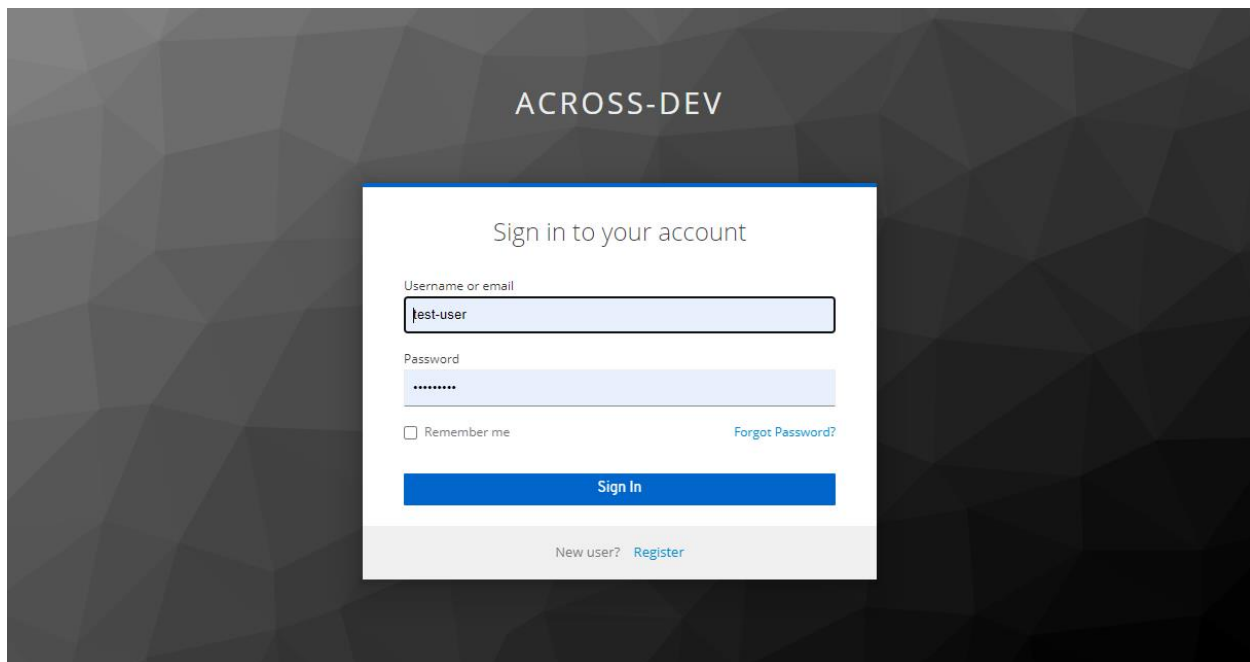 ACROSS-DEV
Sign in to your account
Username or email
test-user
Password
•••••••••
Remember me Forgot Password?
Sign In
New user? Register